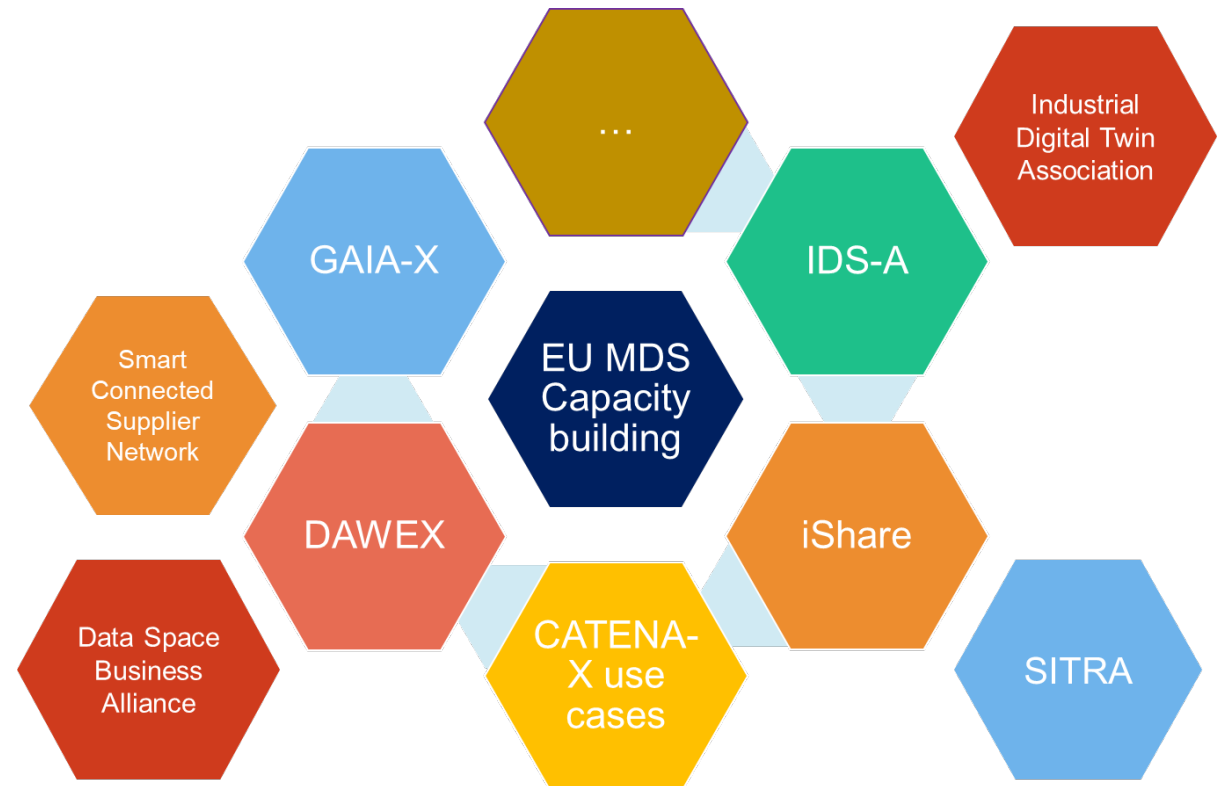 ...
Industrial
Digital Twin
Association
GAIA-X
IDS-A
EU MDS
Capacity
building
Smart
Connected
Supplier
Network
DAWEX
iShare
CATENA-
X use
cases
Data Space
Business
Alliance
SITRA